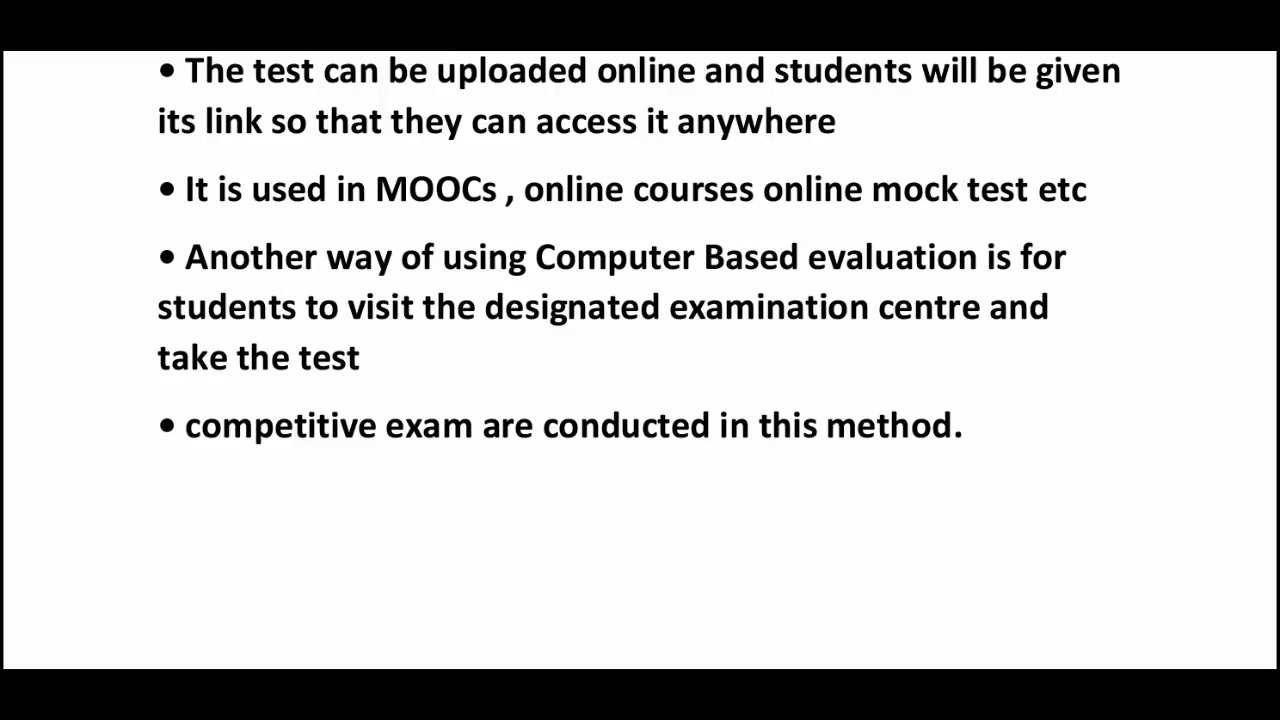 • The test can be uploaded online and students will be given
its link so that they can access it anywhere
• It is used in MOOCs , online courses online mock test etc
• Another way of using Computer Based evaluation is for
students to visit the designated examination centre and
take the test
• competitive exam are conducted in this method.